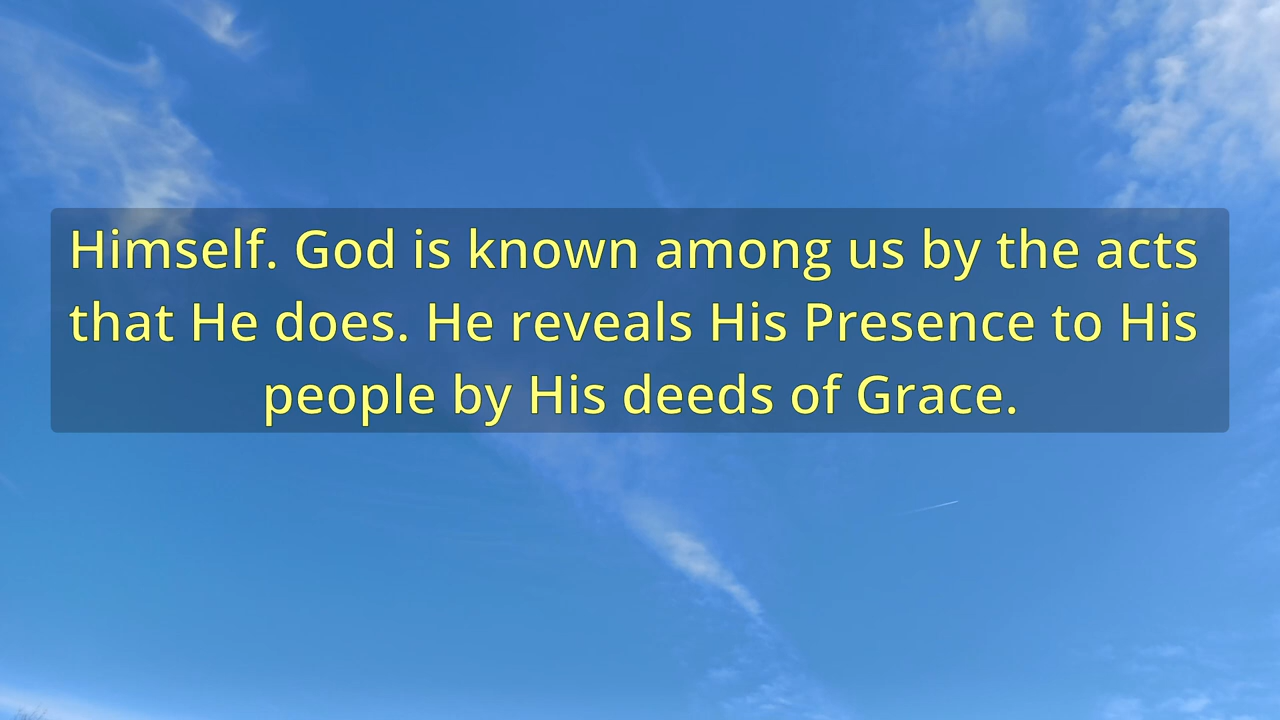 Himself. God is known among us by the acts
that He does. He reveals His Presence to His
people by His deeds of Grace.